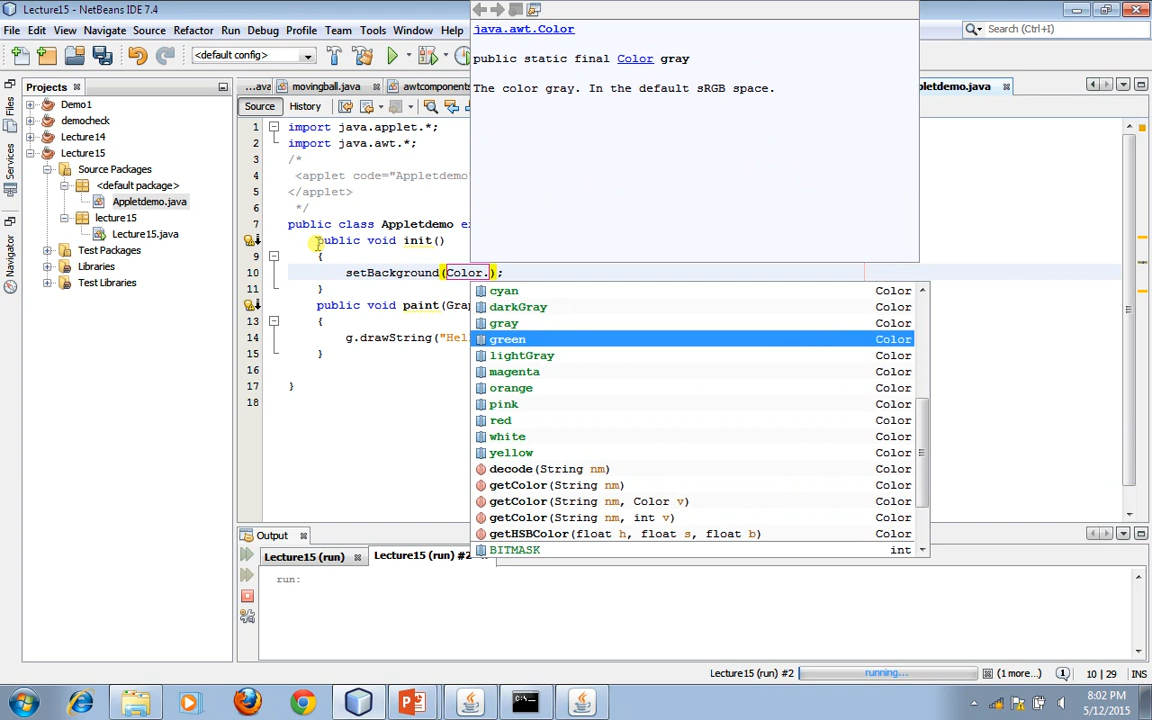 Lecture15 - NetBeans IDE 7.4
File Edit View Navigate Source Refactor Run Debug Profile Team Tools Window Help
Search (Ctrl+I)
<default config>
java.awt.Color
public static final Color gray
The color gray. In the default sRGB space.
Projects
...ava movingball.java awtcomponents
pletdemo.java
Source History
Files
Services
Navigator
Demo1
democheck
Lecture14
Lecture15
Source Packages
<default package>
Appletdemo.java
lecture15
Lecture15.java
Test Packages
Libraries
Test Libraries
1 import java.applet.*;
2 import java.awt.*;
3 /*
4 <applet code="Appletdemo"
5 </applet>
6 */
7 public class Appletdemo e
public void init()
9 {
10 setBackground(Color.);
11 }
public void paint(Gra
13 {
14 g.drawString("Hel
15 }
16
17 }
18
cyan Color
darkGray Color
gray Color
green Color
lightGray Color
magenta Color
orange Color
pink Color
red Color
white Color
yellow Color
decode(String nm) Color
getColor(String nm) Color
getColor(String nm, Color v) Color
getColor(String nm, int v) Color
getHSBColor(float h, float s, float b) Color
BITMASK int
Output
Lecture15 (run) Lecture15 (run) #2
run:
Lecture15 (run) #2 running... (1 more...) 10 | 29 INS
8:02 PM
5/12/2015